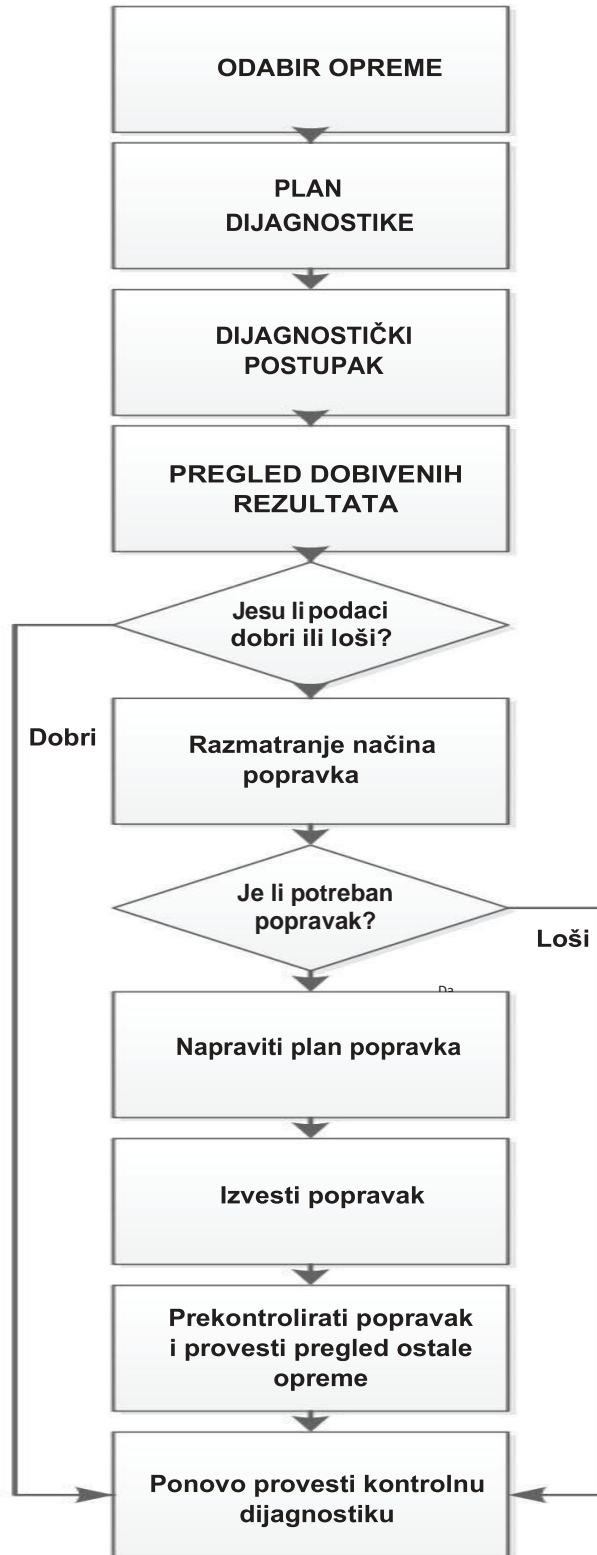 ODABIR OPREME
PLAN
DIJAGNOSTIKE
DIJAGNOSTIČKI
POSTUPAK
PREGLED DOBIVENIH
REZULTATA
Jesu li podaci
dobri ili loši?
Dobri
Razmatranje načina
popravka
Je li potreban
popravak?
Loši
Da
Napraviti plan popravka
Izvesti popravak
Prekontrolirati popravak
i provesti pregled ostale
opreme
Ponovo provesti kontrolnu
dijagnostiku